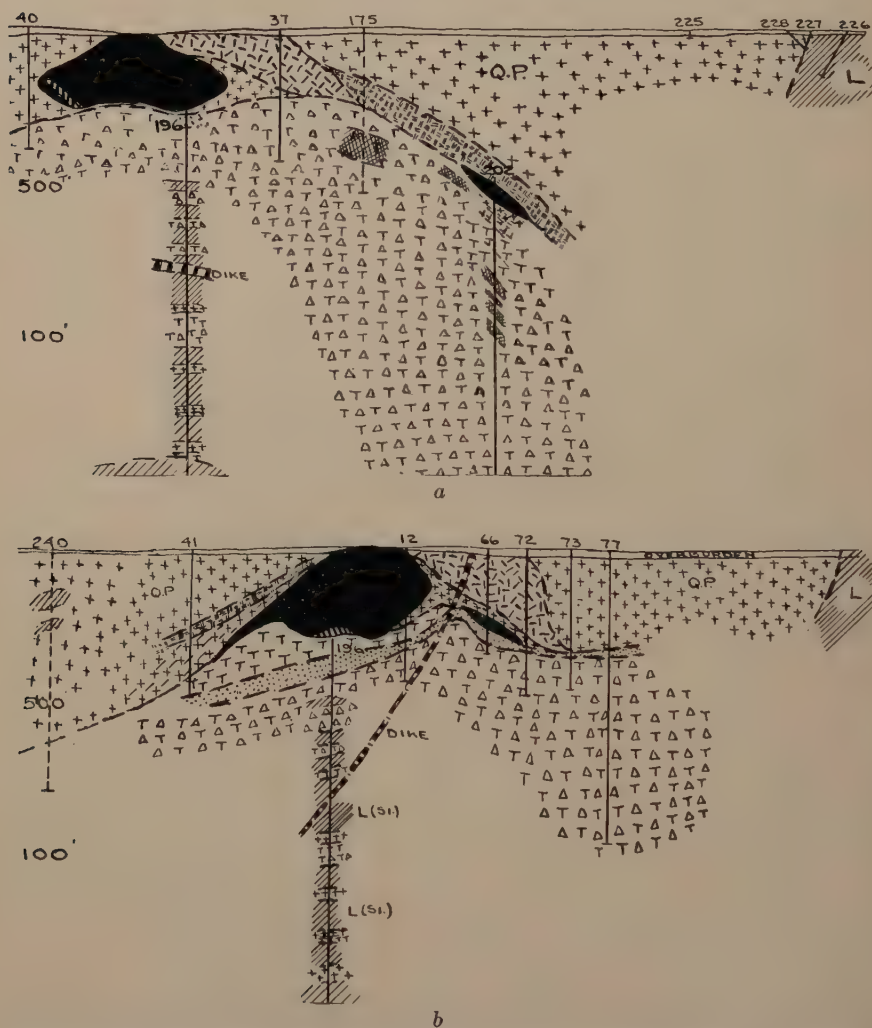 40 37 175 225 228 227 226
Q.P. L
196
402
500'
DIKE
100'
a
240 41 12 66 72 73 77 OVERBURDEN
Q.P. Q.P. L
196
500
DIKE
L(SI.)
100'
L(SI.)
b